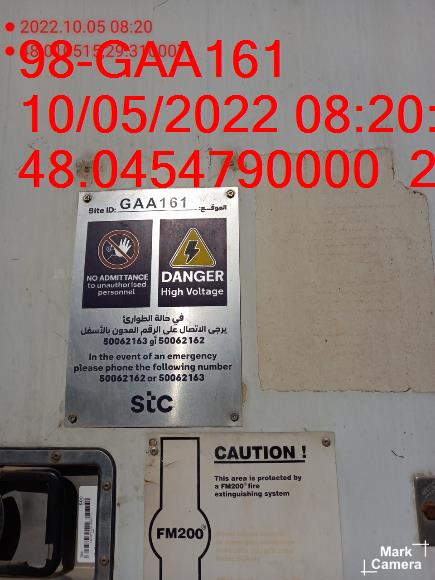 2022.10.05 08:20
98-GAA161
10/05/2022 08:20:
48.0454790000 2
Site ID: GAA161 الموقع:
NO ADMITTANCE
to unauthorised
personnel
DANGER
High Voltage
في حالة الطوارئ
يرجى الاتصال على الرقم المدون بالأسفل
50062162 أو 50062163
In the event of an emergency
please phone the following number
50062162 or 50062163
stc
CAUTION !
This area is protected
a FM200 fire
extinguishing system
FM200
Mark
Camera